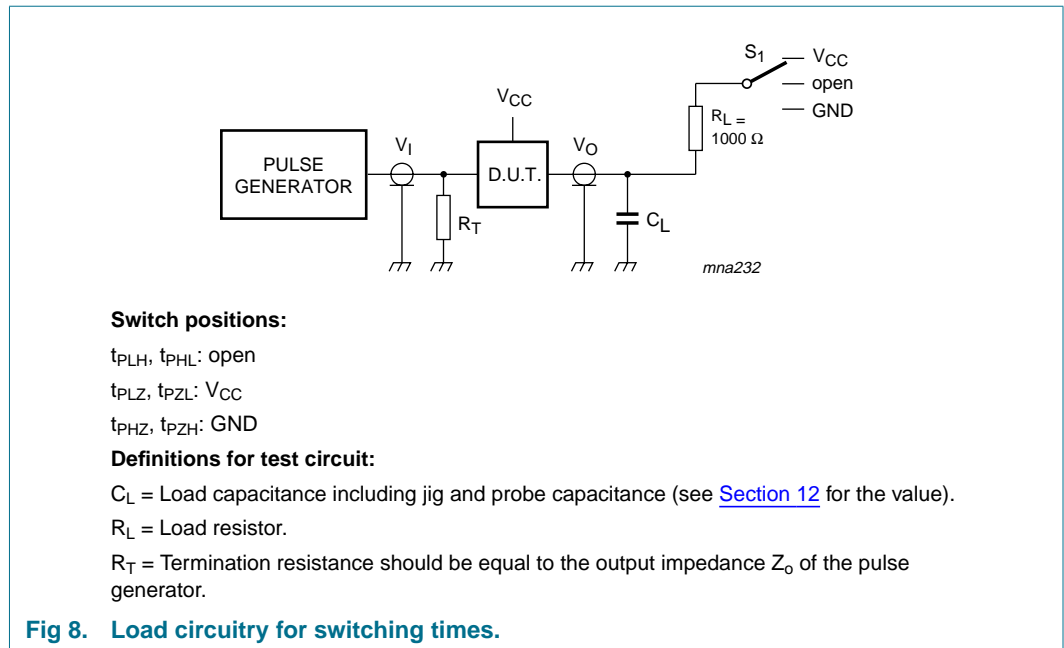 S1
VCC
open
GND
VCC
RL =
1000 Ω
PULSE
GENERATOR
VI
D.U.T.
VO
RT
CL
mna232
Switch positions:
tPLH, tPHL: open
tPLZ, tPZL: VCC
tPHZ, tPZH: GND
Definitions for test circuit:
CL = Load capacitance including jig and probe capacitance (see Section 12 for the value).
RL = Load resistor.
RT = Termination resistance should be equal to the output impedance Zo of the pulse
generator.
Fig 8. Load circuitry for switching times.